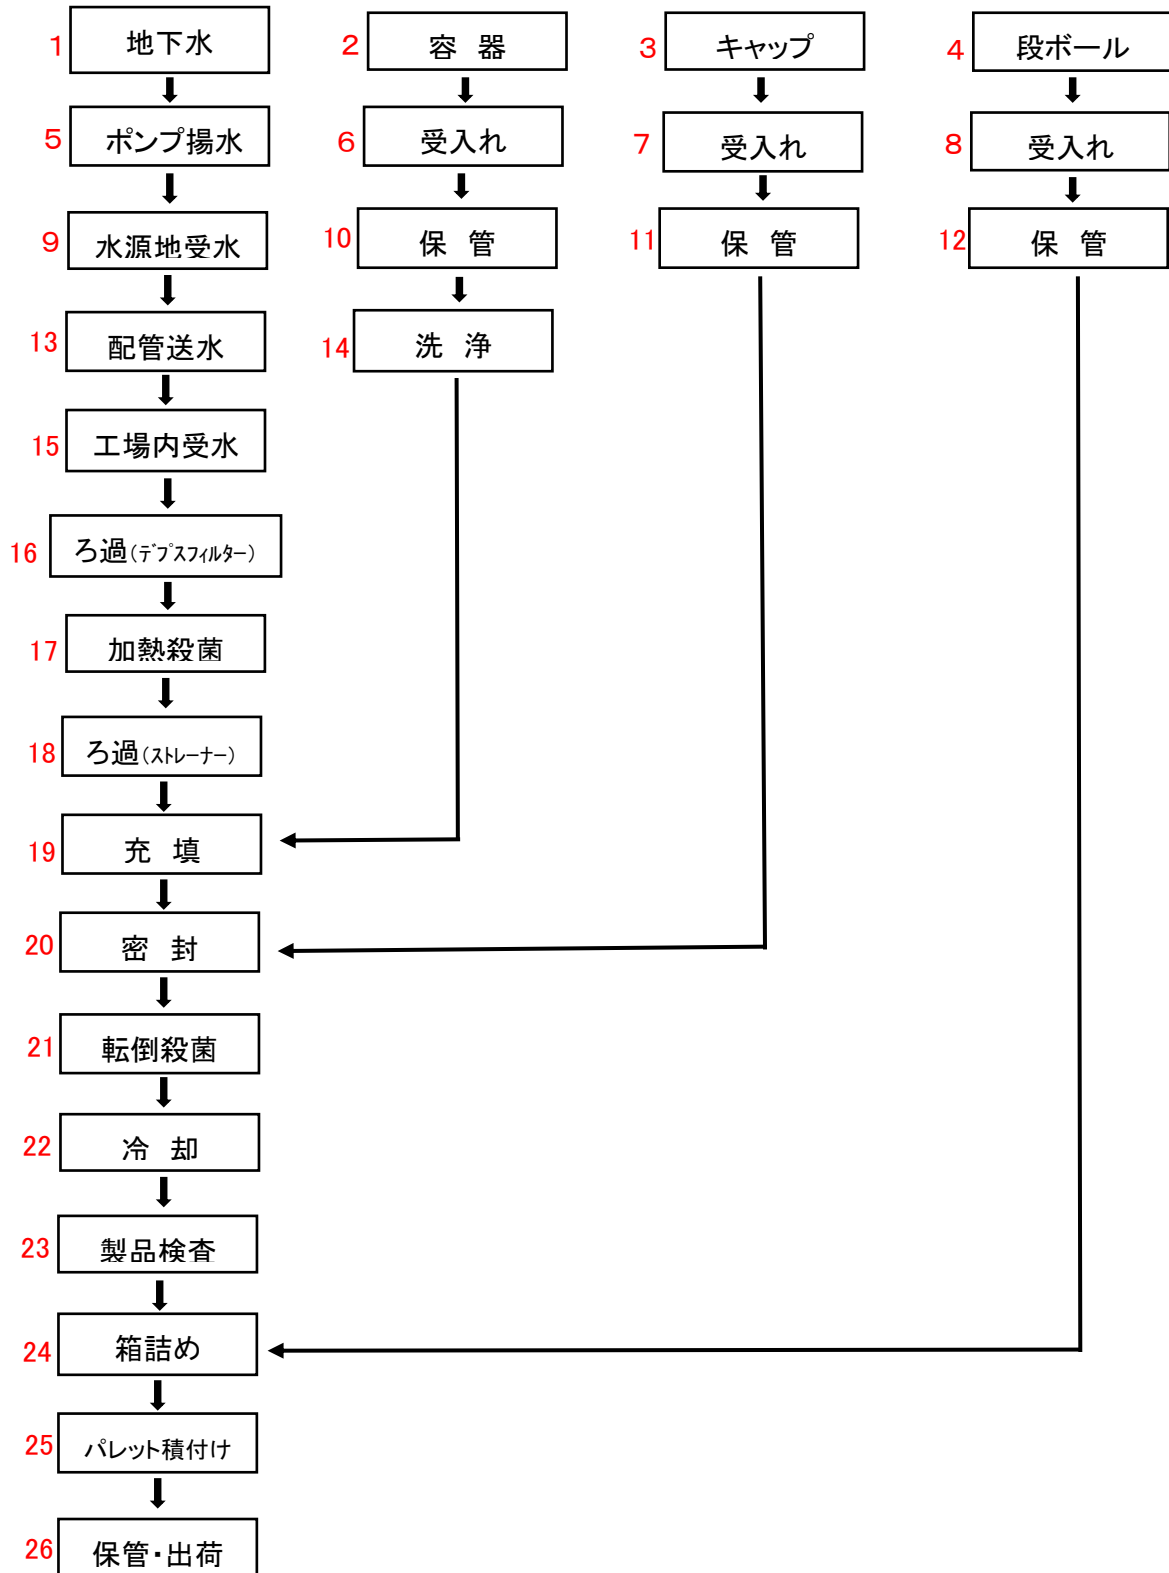 1 地下水 2 容 器 3 キャップ 4 段ボール
5 ポンプ揚水 6 受入れ 7 受入れ 8 受入れ
9 水源地受水 10 保 管 11 保 管 12 保 管
13 配管送水 14 洗 浄
15 工場内受水
16 ろ過(ﾃﾞﾌﾟｽﾌｨﾙﾀｰ)
17 加熱殺菌
18 ろ過(ｽﾄﾚｰﾅｰ)
19 充 填
20 密 封
21 転倒殺菌
22 冷 却
23 製品検査
24 箱詰め
25 パレット積付け
26 保管・出荷